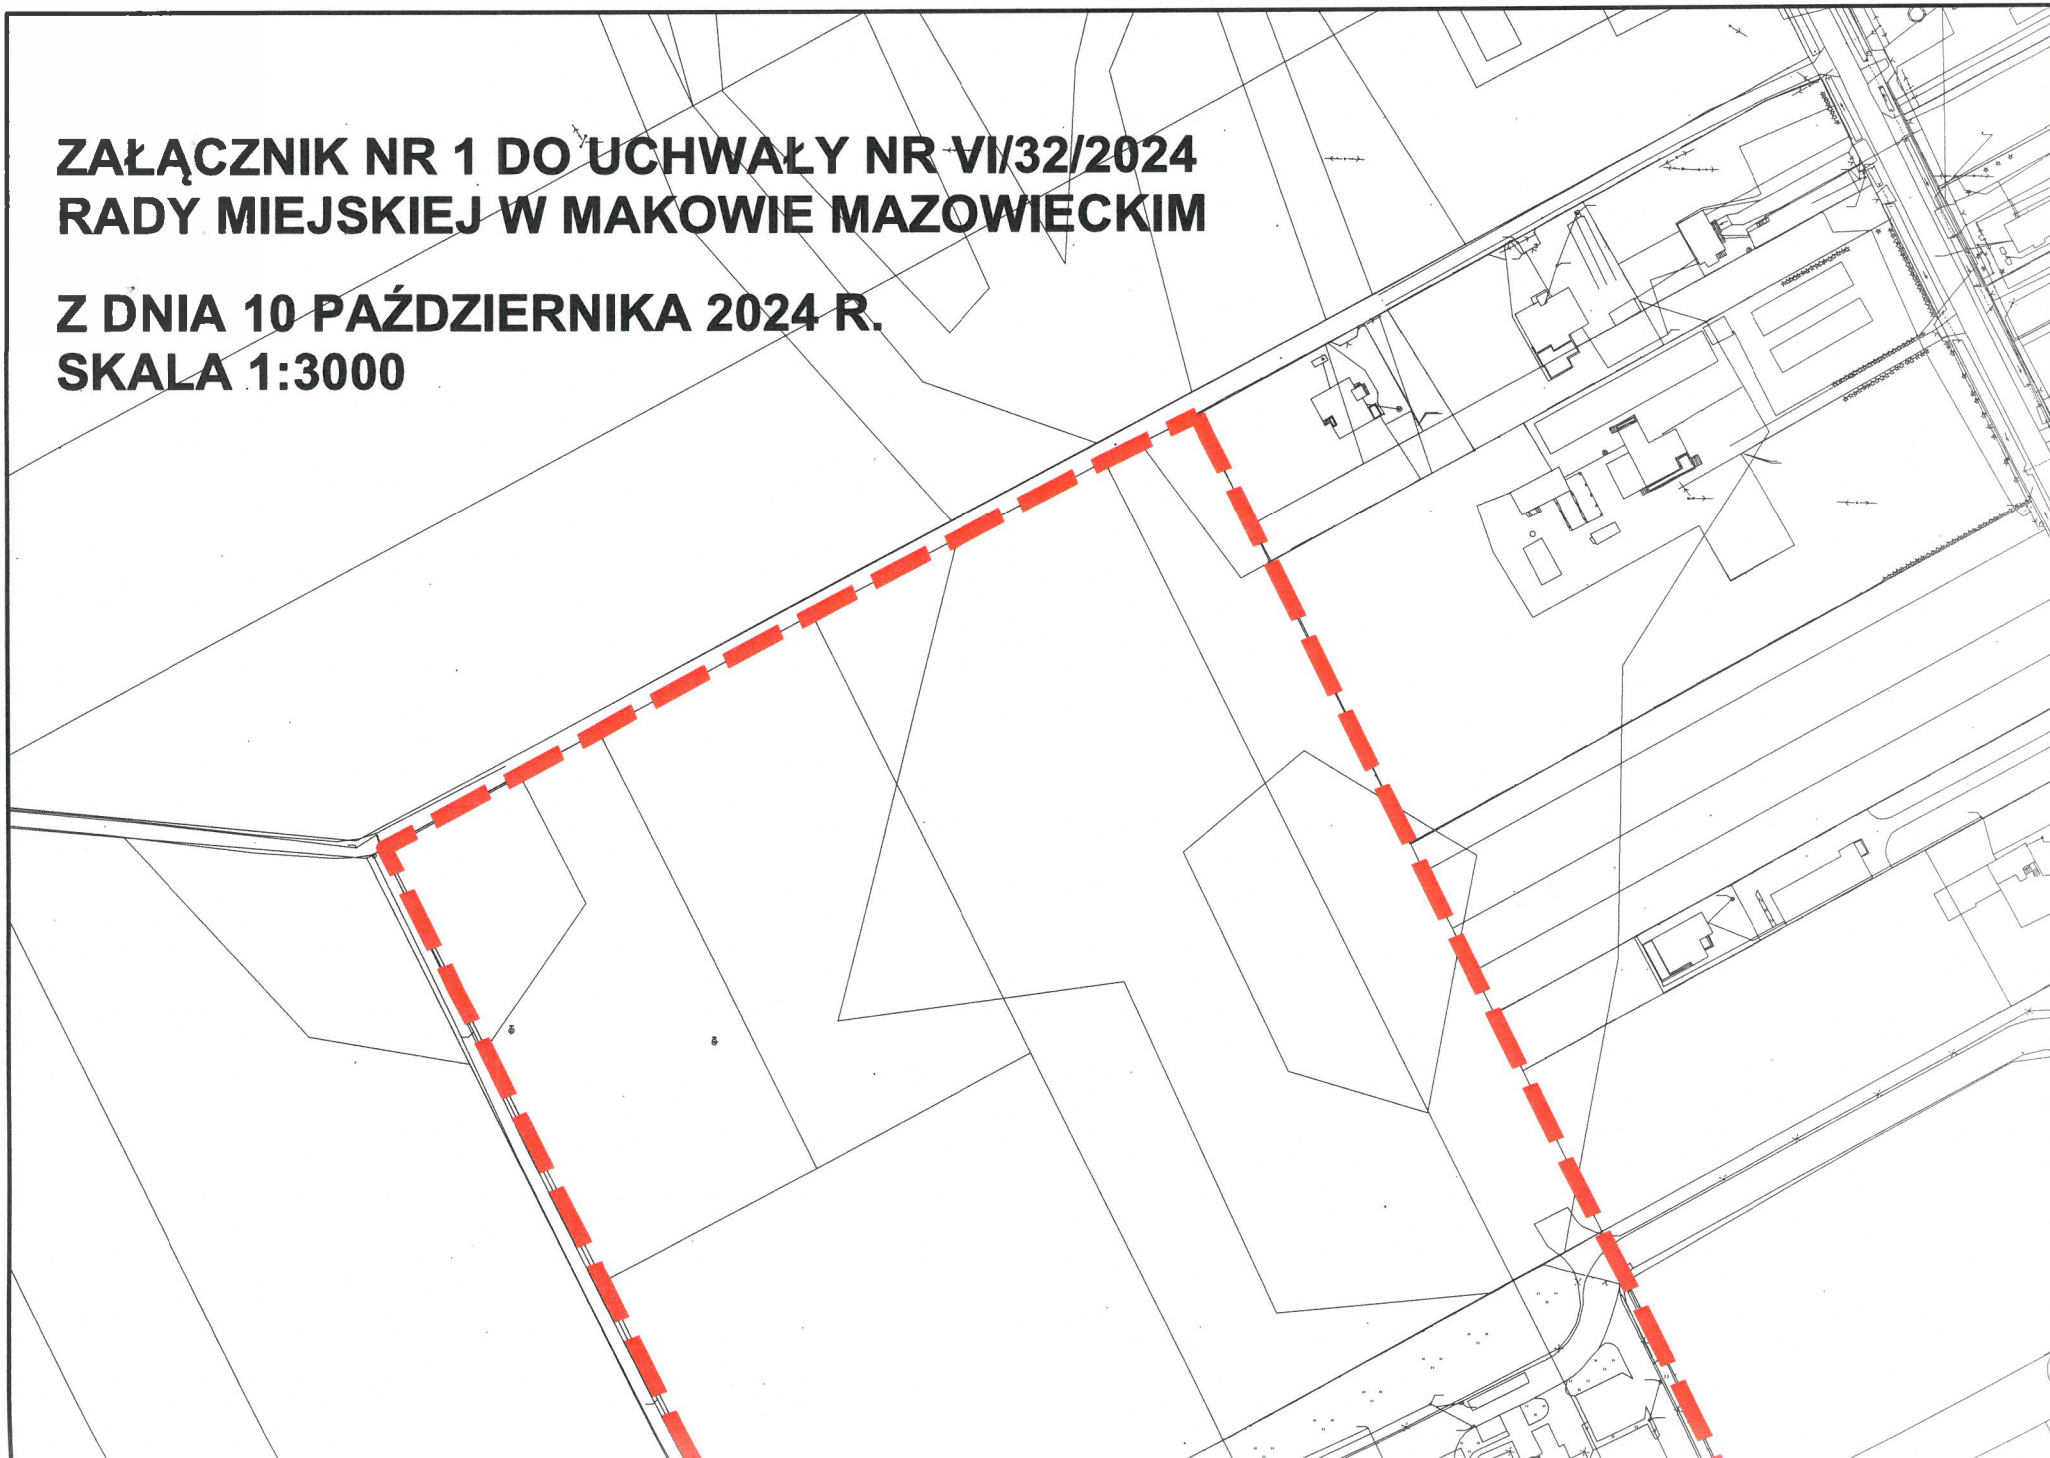 ZAŁĄCZNIK NR 1 DO UCHWAŁY NR VI/32/2024
RADY MIEJSKIEJ W MAKOWIE MAZOWIECKIM
Z DNIA 10 PAŹDZIERNIKA 2024 R.
SKALA 1:3000